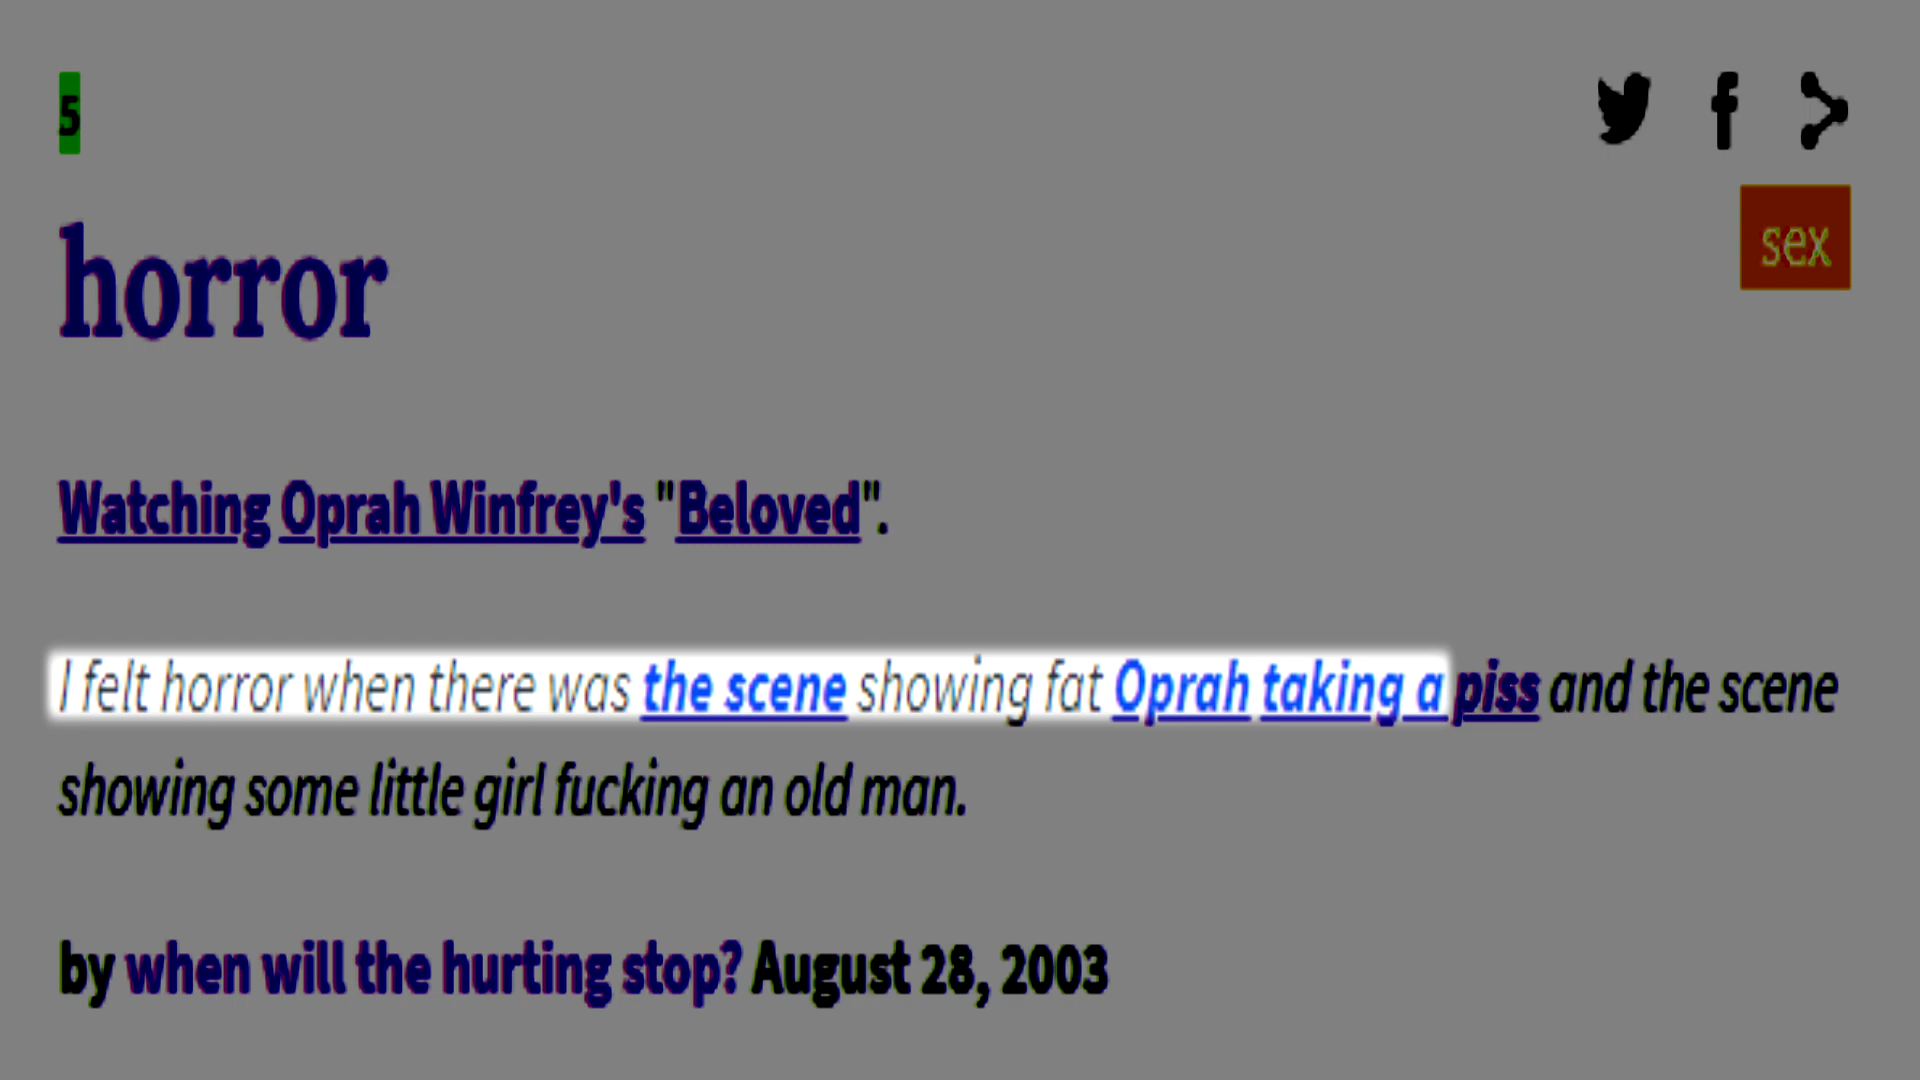 5
horror
sex
Watching Oprah Winfrey's "Beloved".
I felt horror when there was the scene showing fat Oprah taking a piss and the scene
showing some little girl fucking an old man.
by when will the hurting stop? August 28, 2003